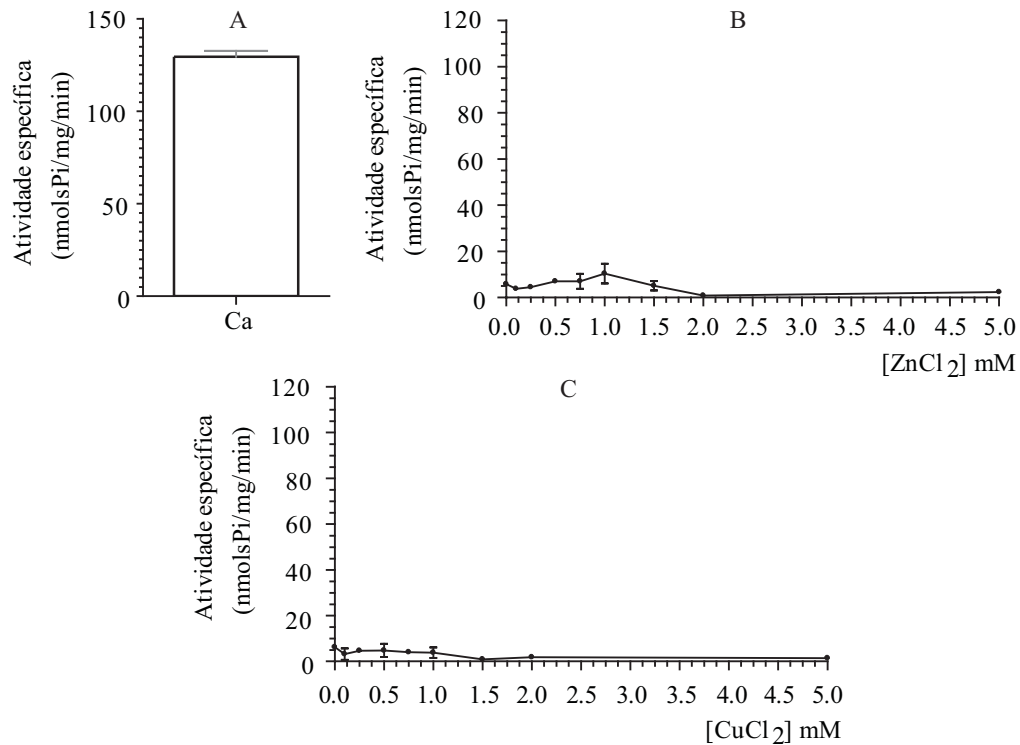 A
Atividade específica
(nmolsPi/mg/min)
150
100
50
0
Ca
B
Atividade específica
(nmolsPi/mg/min)
120
100
80
60
40
20
0
0.0 0.5 1.0 1.5 2.0 2.5 3.0 3.5 4.0 4.5 5.0
[ZnCl 2] mM
C
Atividade específica
(nmolsPi/mg/min)
120
100
80
60
40
20
0
0.0 0.5 1.0 1.5 2.0 2.5 3.0 3.5 4.0 4.5 5.0
[CuCl 2] mM